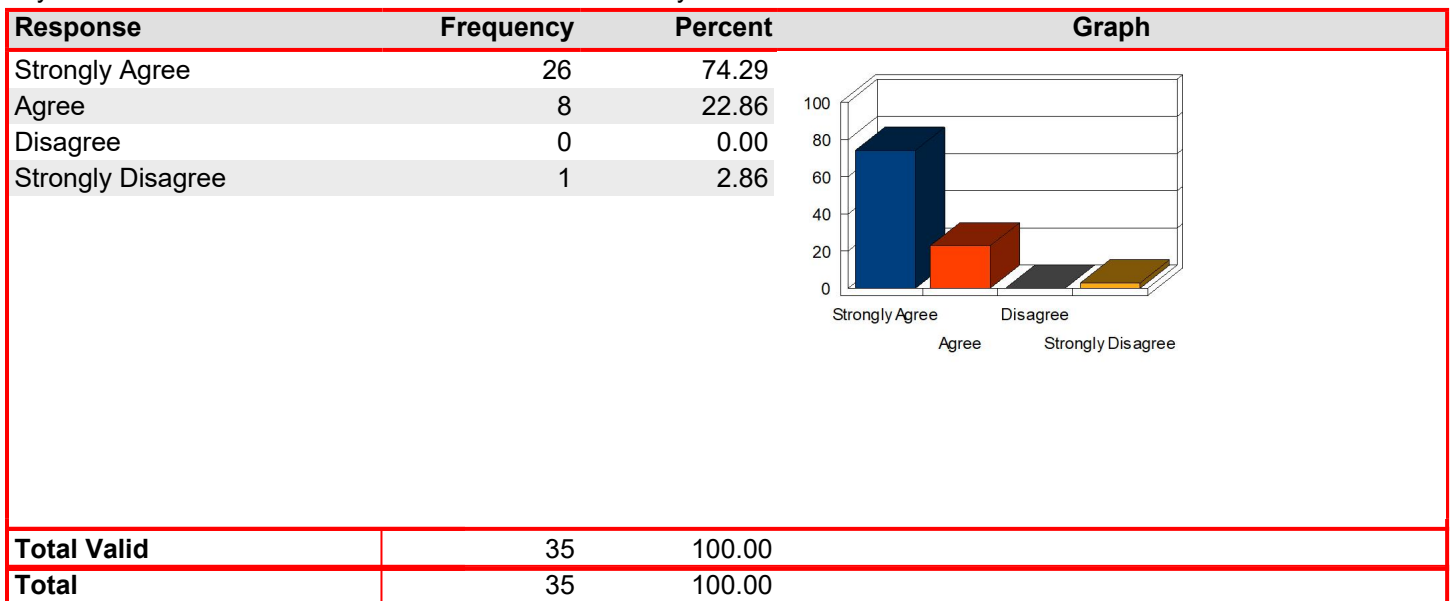 Response Frequency Percent Graph
Strongly Agree 26 74.29
Agree 8 22.86
Disagree 0 0.00
Strongly Disagree 1 2.86
100
80
60
40
20
0
Strongly Agree Disagree
Agree Strongly Disagree
Total Valid 35 100.00
Total 35 100.00